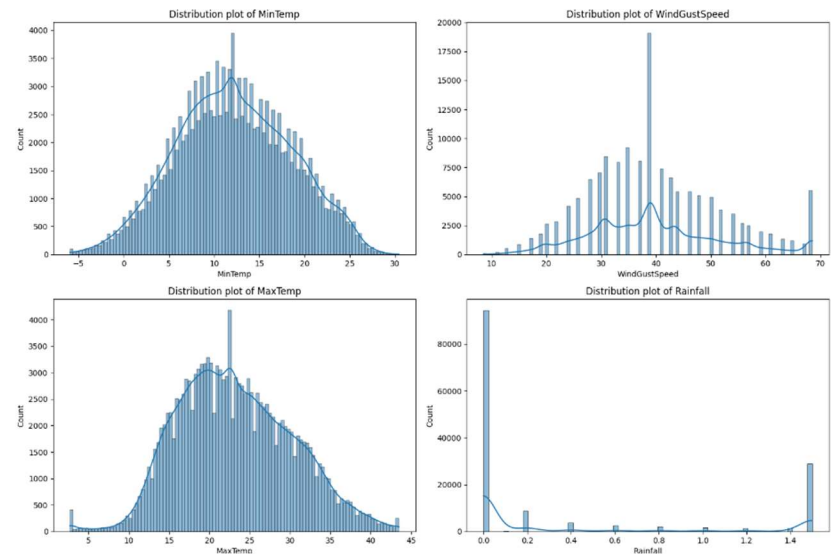 Distribution plot of MinTemp
4000
3500
3000
2500
2000
1500
1000
500
0
Count
−5 0 5 10 15 20 25 30
MinTemp
Distribution plot of WindGustSpeed
20000
17500
15000
12500
10000
7500
5000
2500
0
Count
10 20 30 40 50 60 70
WindGustSpeed
Distribution plot of MaxTemp
4000
3500
3000
2500
2000
1500
1000
500
0
Count
5 10 15 20 25 30 35 40 45
MaxTemp
Distribution plot of Rainfall
80000
60000
40000
20000
0
Count
0.0 0.2 0.4 0.6 0.8 1.0 1.2 1.4
Rainfall